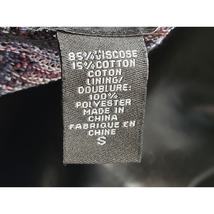 85% VISCOSE
15% COTTON
COTON
LINING/
DOUBLURE:
100%
POLYESTER
MADE IN
CHINA
FABRIQUE EN
CHINE
S